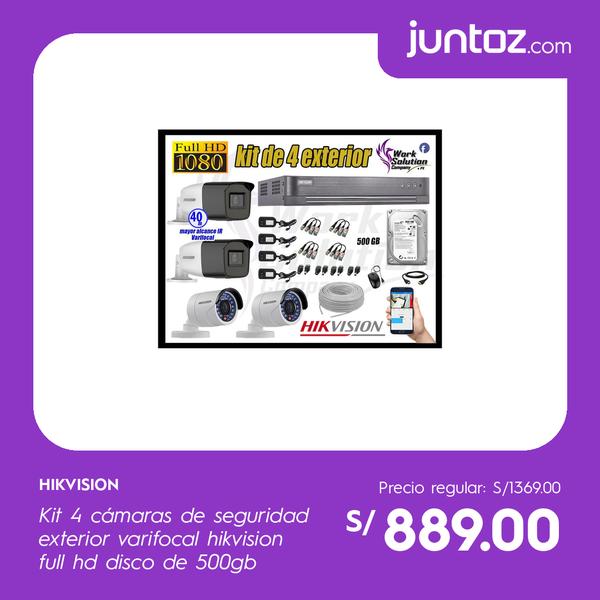 juntoz.com
Full HD
1080
kit de 4 exterior
Work
Solution
Company
40
mayor alcance IR
Varifocal
500 GB
HIKVISION
HIKVISION
Precio regular: S/1369.00
Kit 4 cámaras de seguridad
exterior varifocal hikvision
full hd disco de 500gb
S/ 889.00